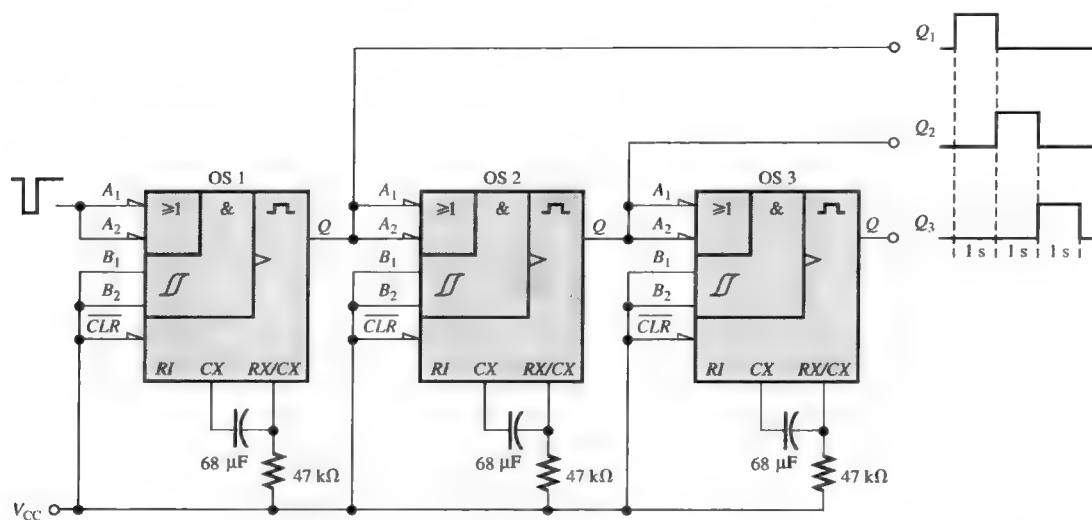 Q1
Q2
OS 1
OS 2
OS 3
A1 ≥1 &
A1 ≥1 &
A1 ≥1 &
A2
Q
A2
Q
A2
Q
Q3
B1
B1
B1
1 s 1 s 1 s
B2
B2
B2
CLR
CLR
CLR
RI CX RX/CX
RI CX RX/CX
RI CX RX/CX
68 μF
47 kΩ
68 μF
47 kΩ
68 μF
47 kΩ
VCC